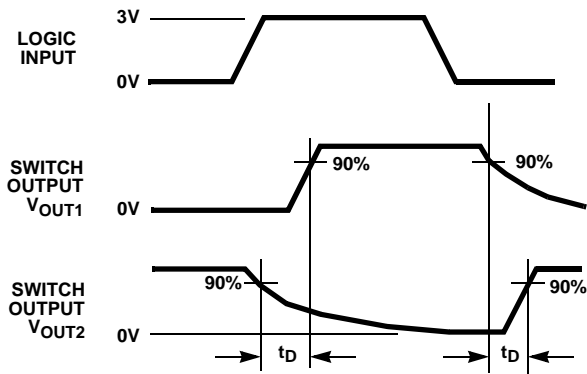 3V
LOGIC
INPUT
0V
SWITCH
OUTPUT
VOUT1
90%
90%
0V
SWITCH
OUTPUT
VOUT2
90%
90%
0V
tD
tD